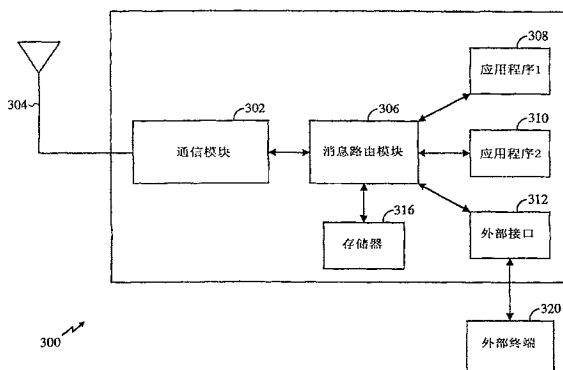 308
应用程序1
304
302
通信模块
306
消息路由模块
310
应用程序2
316
存储器
312
外部接口
300
320
外部终端